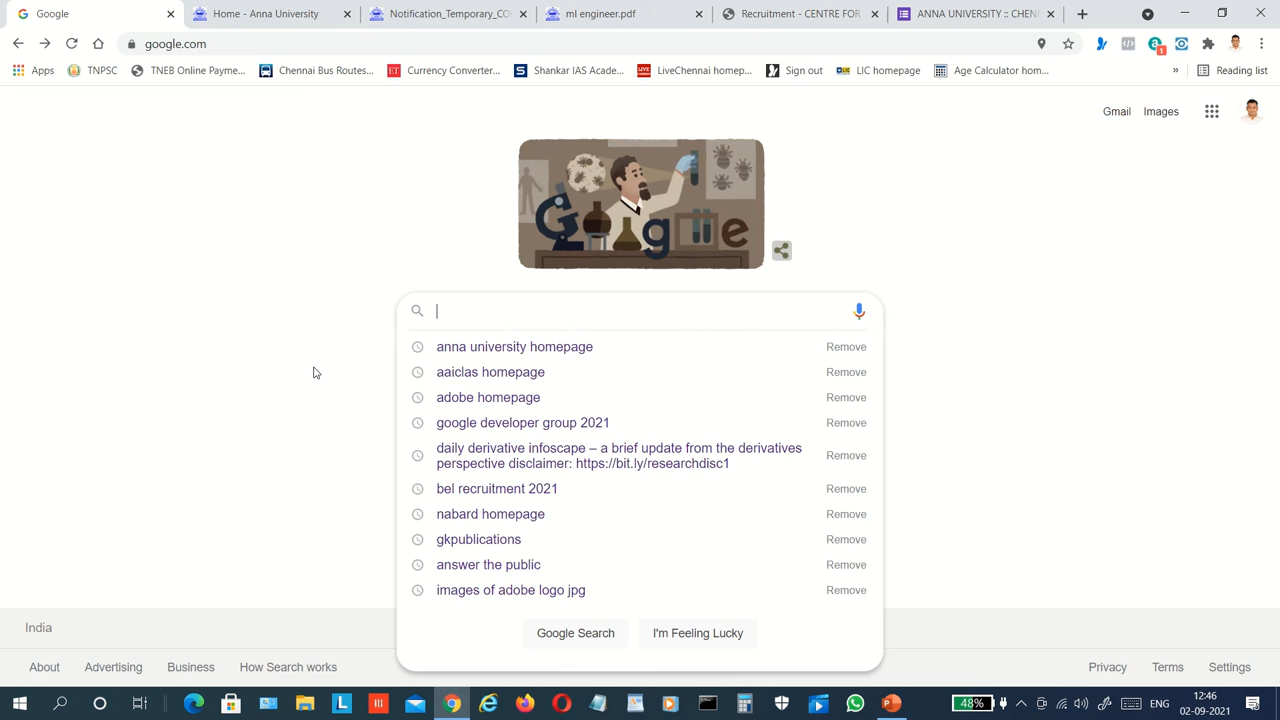 Google
Home - Anna University
Notification_Temporary_CO
ml engineer.pdf
Recruitment - CENTRE FOR
ANNA UNIVERSITY :: CHEN
google.com
1
Apps
TNPSC
TNEB Online Payme...
Chennai Bus Routes...
ET
Currency Converter...
Shankar IAS Acade...
LIVE
LiveChennai homep...
Sign out
LIC homepage
Age Calculator hom...
»
Reading list
Gmail
Images
anna university homepage
Remove
aaiclas homepage
Remove
adobe homepage
Remove
google developer group 2021
Remove
daily derivative infoscape – a brief update from the derivatives
perspective disclaimer: https://bit.ly/researchdisc1
Remove
bel recruitment 2021
Remove
nabard homepage
Remove
gkpublications
Remove
answer the public
Remove
images of adobe logo jpg
Remove
Google Search
I'm Feeling Lucky
India
About
Advertising
Business
How Search works
Privacy
Terms
Settings
L
48%
ENG
12:46
02-09-2021